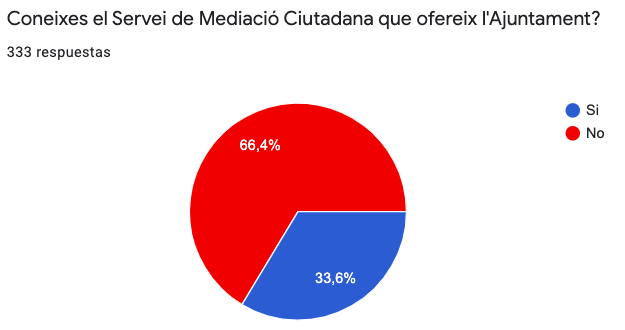 Coneixes el Servei de Mediació Ciutadana que ofereix l'Ajuntament?
333 respuestas
Si
No
66,4%
33,6%